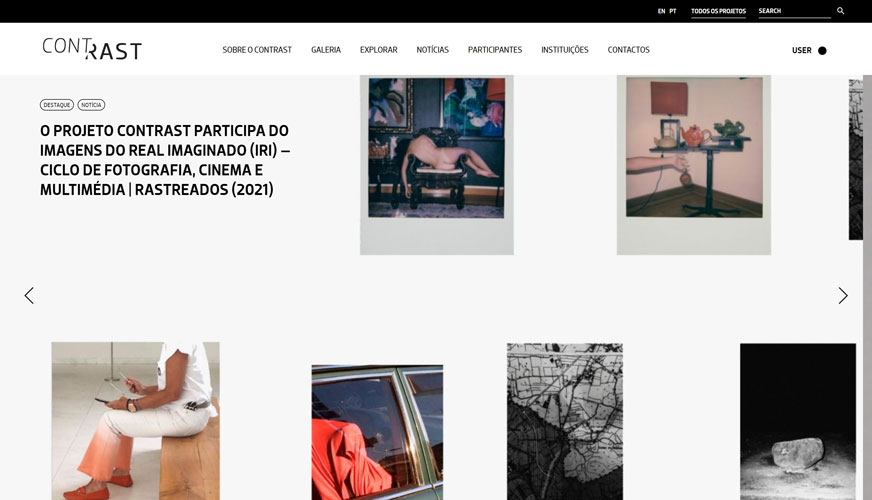 EN PT TODOS OS PROJETOS SEARCH
CONTRAST
SOBRE O CONTRAST GALERIA EXPLORAR NOTÍCIAS PARTICIPANTES INSTITUIÇÕES CONTACTOS USER
DESTAQUE NOTÍCIA
O PROJETO CONTRAST PARTICIPA DO
IMAGENS DO REAL IMAGINADO (IRI) –
CICLO DE FOTOGRAFIA, CINEMA E
MULTIMÉDIA | RASTREADOS (2021)